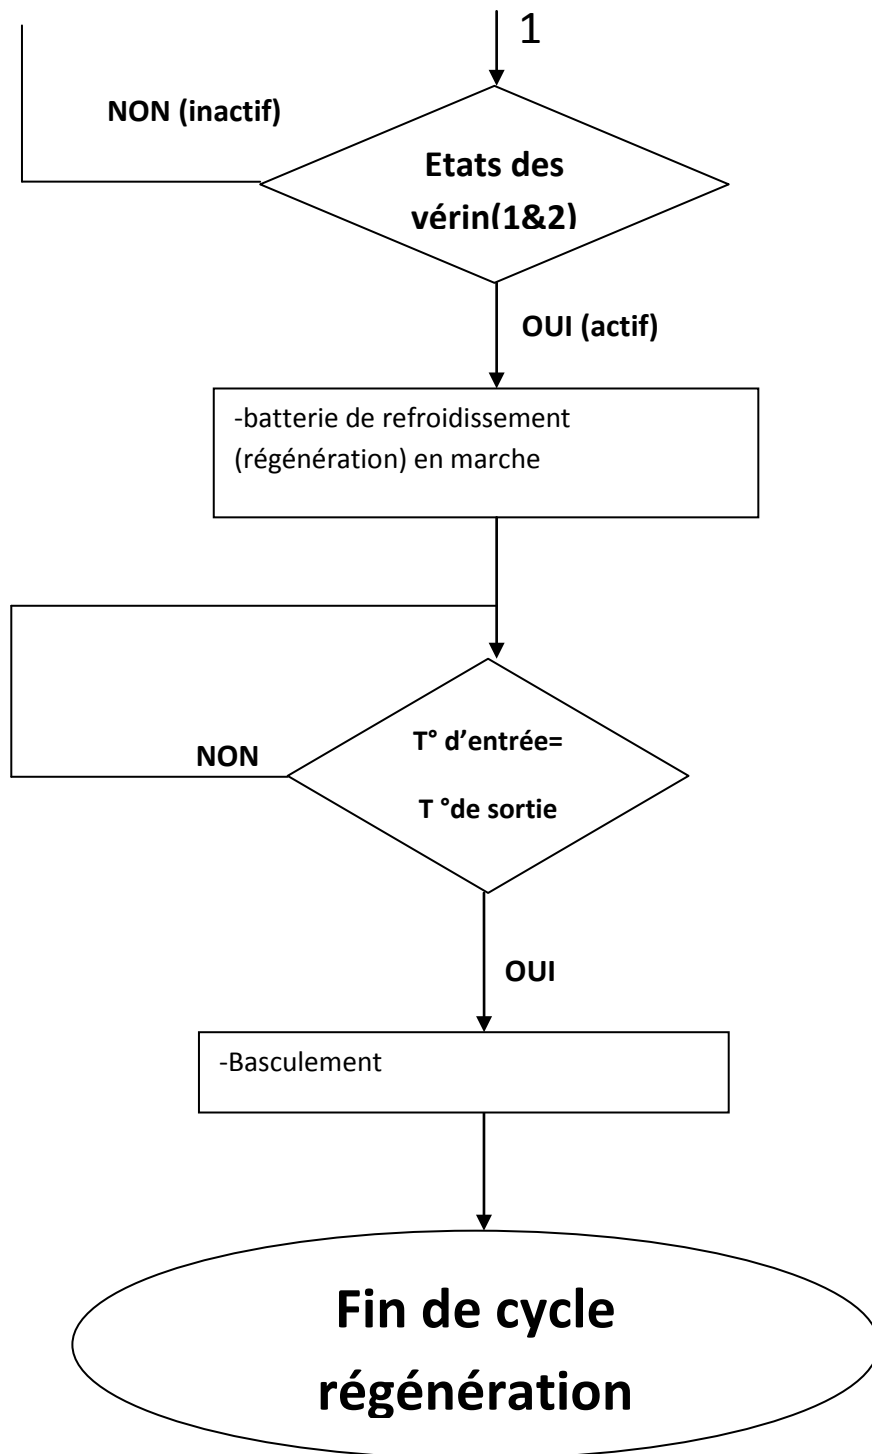 1
NON (inactif)
Etats des
vérin(1&2)
OUI (actif)
-batterie de refroidissement
(régénération) en marche
T° d’entrée=
NON
T °de sortie
OUI
-Basculement
Fin de cycle
régénération